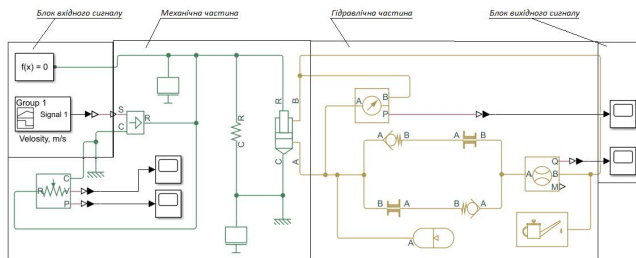 Блок вхідного сигналу
Механічна частина
Гідравлічна частина
Блок вихідного сигналу
f(x) = 0
Group 1
Signal 1
Velosity, m/s
S
R
C
C
V
R
P
R
C
R
B
C
A
A
B
P
A
B
A
B
B
A
B
A
A
Q
A
B
M